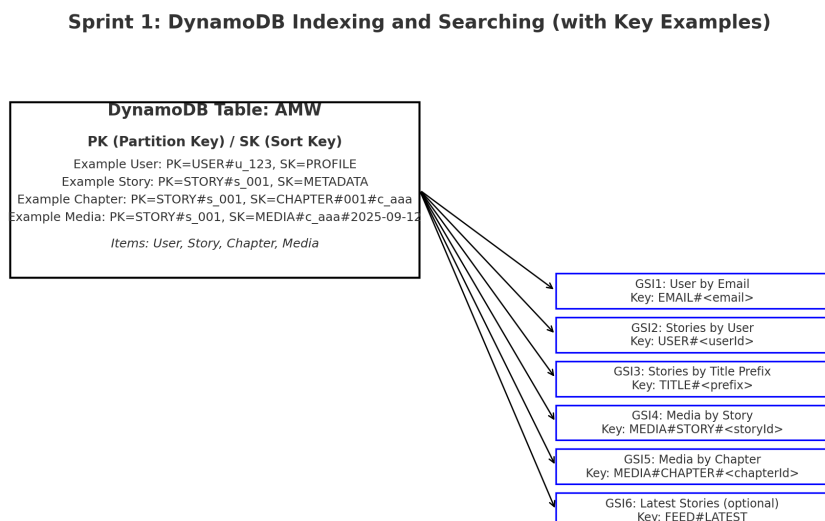 Sprint 1: DynamoDB Indexing and Searching (with Key Examples)
DynamoDB Table: AMW
PK (Partition Key) / SK (Sort Key)
Example User: PK=USER#u_123, SK=PROFILE
Example Story: PK=STORY#s_001, SK=METADATA
Example Chapter: PK=STORY#s_001, SK=CHAPTER#001#c_aaa
Example Media: PK=STORY#s_001, SK=MEDIA#c_aaa#2025-09-12
Items: User, Story, Chapter, Media
GSI1: User by Email
Key: EMAIL#<email>
GSI2: Stories by User
Key: USER#<userId>
GSI3: Stories by Title Prefix
Key: TITLE#<prefix>
GSI4: Media by Story
Key: MEDIA#STORY#<storyId>
GSI5: Media by Chapter
Key: MEDIA#CHAPTER#<chapterId>
GSI6: Latest Stories (optional)
Key: FEED#LATEST